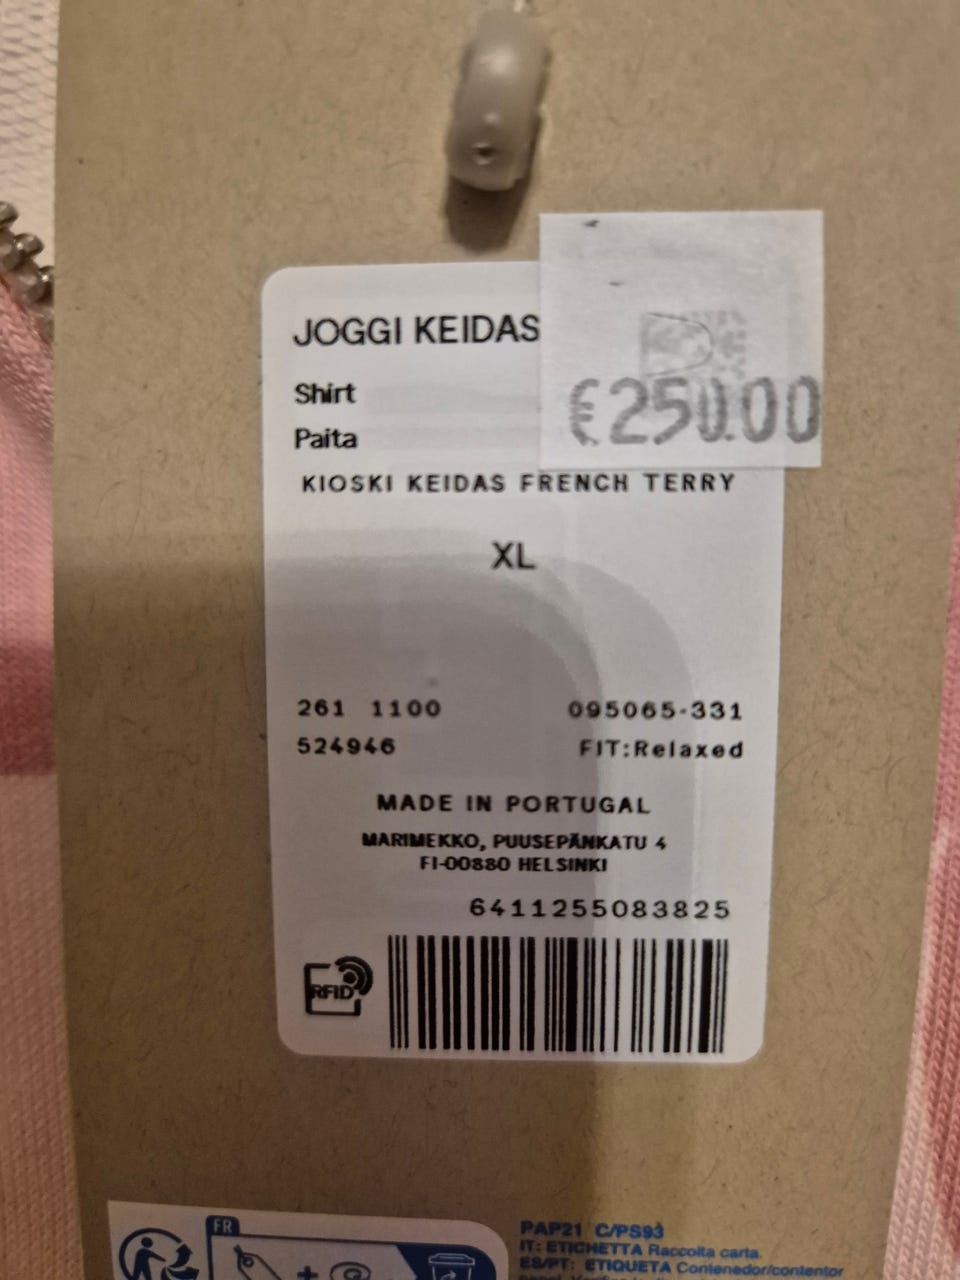 JOGGI KEIDAS
€250.00
Shirt
Paita
KIOSKI KEIDAS FRENCH TERRY
XL
261 1100 095065-331
524946 FIT:Relaxed
MADE IN PORTUGAL
MARIMEKKO, PUUSEPÄNKATU 4
FI-00880 HELSINKI
6411255083825
RFID
FR
PAP21 C/PS93
IT: ETICHETTA Raccolta carta.
ES/PT: ETIQUETA Contenedor/contentor